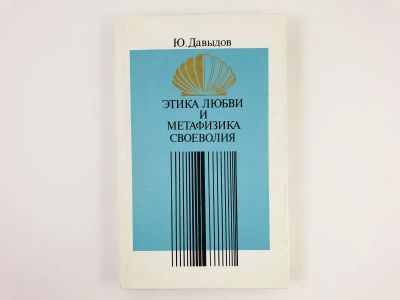 Ю. Давыдов
ЭТИКА ЛЮБВИ
И
МЕТАФИЗИКА
СВОЕВОЛИЯ